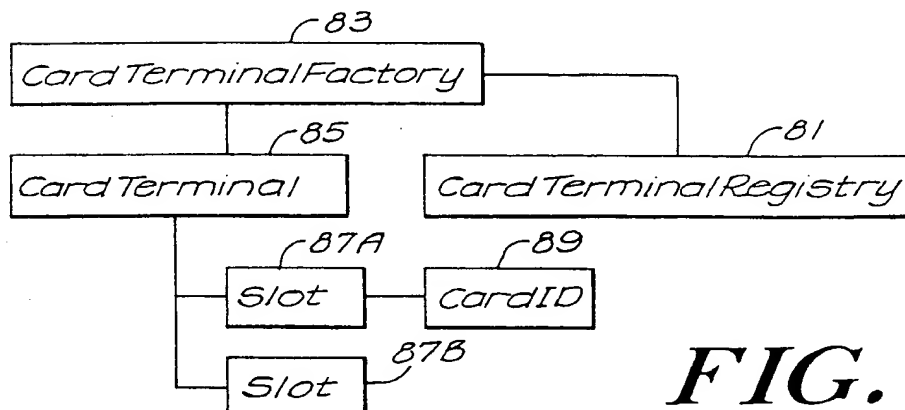 83
CardTerminalFactory
85
81
CardTerminal
CardTerminalRegistry
87A
89
Slot
CardID
87B
Slot
FIG.